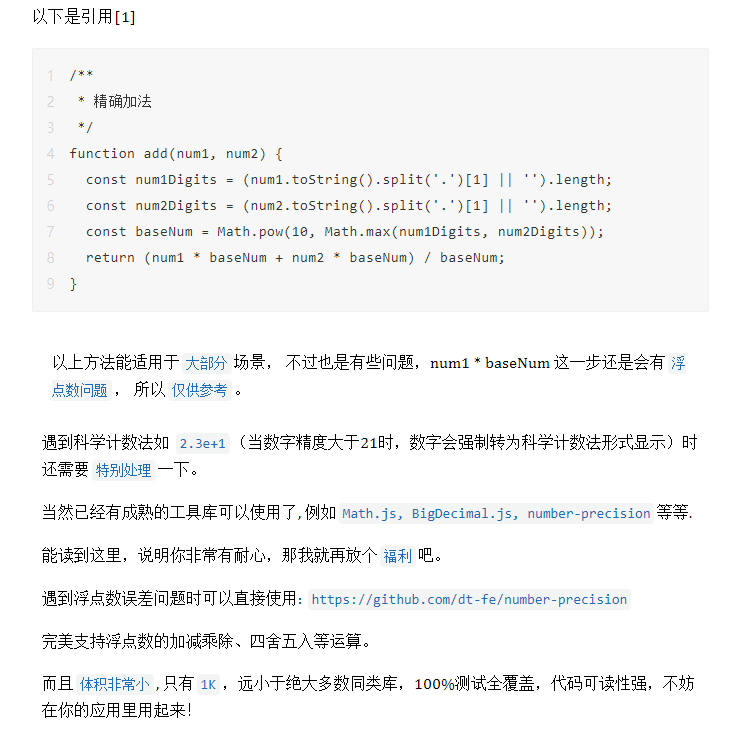 以下是引用[1]
1 /**
2  * 精确加法
3  */
4 function add(num1, num2) {
5   const num1Digits = (num1.toString().split('.')[1] || '').length;
6   const num2Digits = (num2.toString().split('.')[1] || '').length;
7   const baseNum = Math.pow(10, Math.max(num1Digits, num2Digits));
8   return (num1 * baseNum + num2 * baseNum) / baseNum;
9 }
以上方法能适用于 大部分 场景， 不过也是有些问题，num1 * baseNum 这一步还是会有 浮
点数问题 ， 所以 仅供参考 。
遇到科学计数法如 2.3e+1 （当数字精度大于21时，数字会强制转为科学计数法形式显示）时
还需要 特别处理 一下。
当然已经有成熟的工具库可以使用了,例如 Math.js, BigDecimal.js, number-precision 等等.
能读到这里，说明你非常有耐心，那我就再放个 福利 吧。
遇到浮点数误差问题时可以直接使用: https://github.com/dt-fe/number-precision
完美支持浮点数的加减乘除、四舍五入等运算。
而且 体积非常小 ,只有 1K ，远小于绝大多数同类库，100%测试全覆盖，代码可读性强，不妨
在你的应用里用起来！